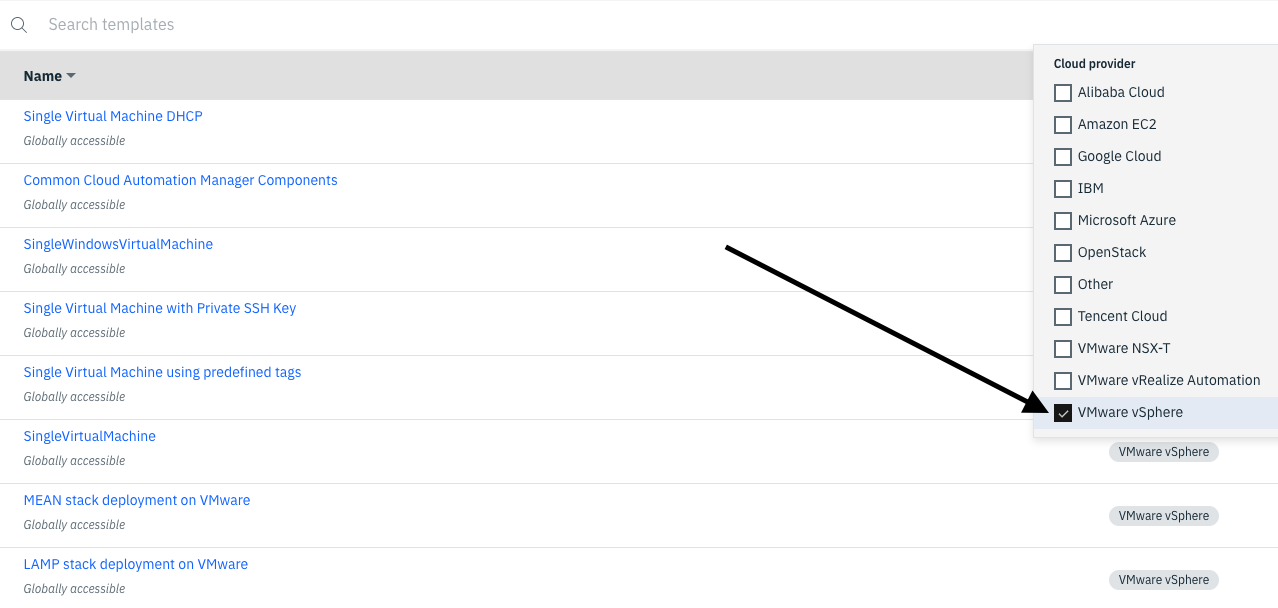 Search templates
Name
Single Virtual Machine DHCP
Globally accessible
Common Cloud Automation Manager Components
Globally accessible
SingleWindowsVirtualMachine
Globally accessible
Single Virtual Machine with Private SSH Key
Globally accessible
Single Virtual Machine using predefined tags
Globally accessible
SingleVirtualMachine
Globally accessible
VMware vSphere
MEAN stack deployment on VMware
Globally accessible
VMware vSphere
LAMP stack deployment on VMware
Globally accessible
VMware vSphere
Cloud provider
Alibaba Cloud
Amazon EC2
Google Cloud
IBM
Microsoft Azure
OpenStack
Other
Tencent Cloud
VMware NSX-T
VMware vRealize Automation
VMware vSphere